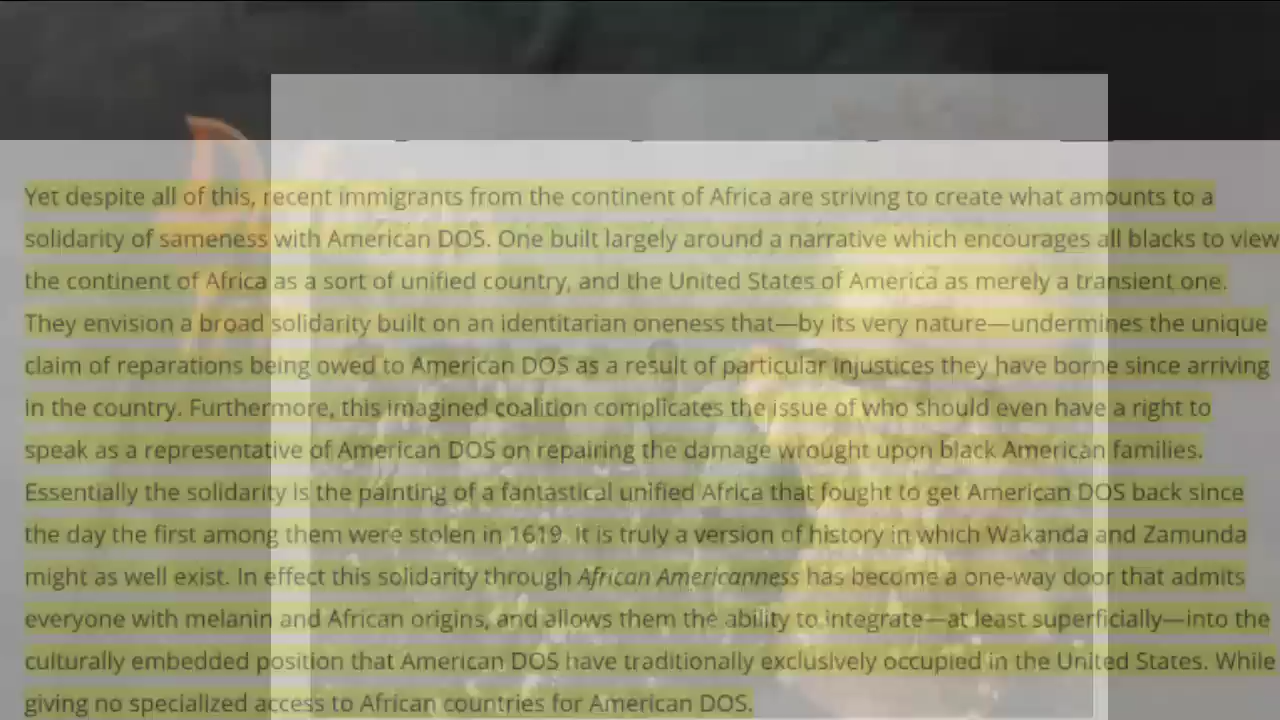 Yet despite all of this, recent immigrants from the continent of Africa are striving to create what amounts to a
solidarity of sameness with American DOS. One built largely around a narrative which encourages all blacks to view
the continent of Africa as a sort of unified country, and the United States of America as merely a transient one.
They envision a broad solidarity built on an identitarian oneness that—by its very nature—undermines the unique
claim of reparations being owed to American DOS as a result of particular injustices they have borne since arriving
in the country. Furthermore, this imagined coalition complicates the issue of who should even have a right to
speak as a representative of American DOS on repairing the damage wrought upon black American families.
Essentially the solidarity is the painting of a fantastical unified Africa that fought to get American DOS back since
the day the first among them were stolen in 1619. It is truly a version of history in which Wakanda and Zamunda
might as well exist. In effect this solidarity through African Americanness has become a one-way door that admits
everyone with melanin and African origins, and allows them the ability to integrate—at least superficially—into the
culturally embedded position that American DOS have traditionally exclusively occupied in the United States. While
giving no specialized access to African countries for American DOS.